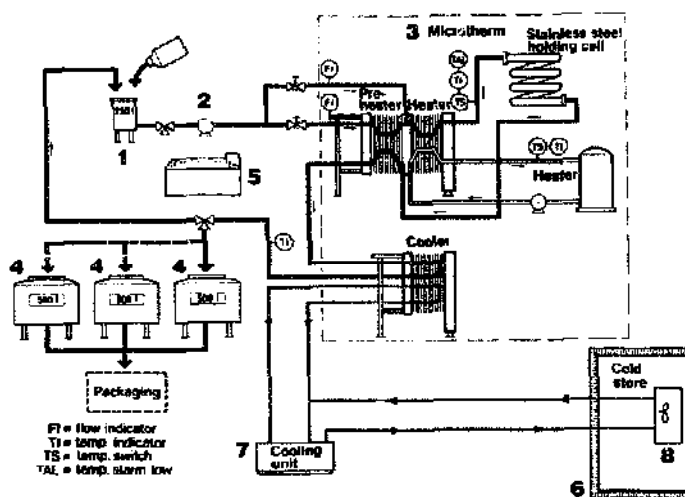 3 Microtherm
Stainless steel
holding cell
TAL
FI
TI
2
Pre-
heater Heater
FI
TS
1
TS TI
5
Heater
TI
Cooler
4 4 4
Packaging
Cold
store
FI = flow indicator
TI = temp. indicator
TS = temp. switch
TAL = temp. alarm low
7
Cooling
unit
8
6